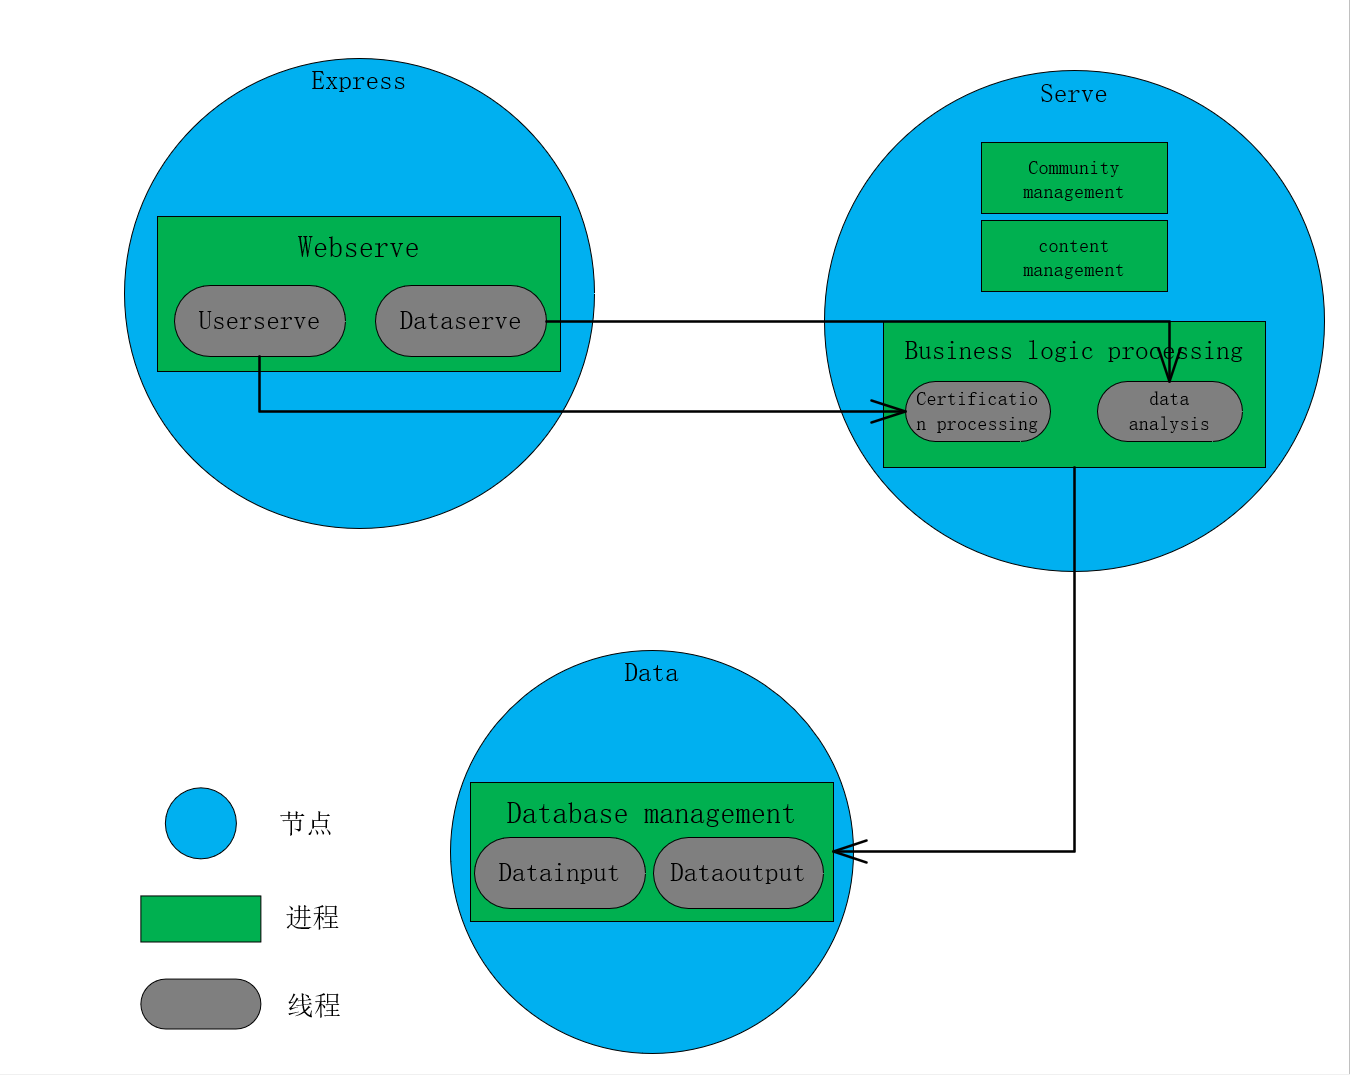 Express
Webserve
Userserve
Dataserve
Serve
Community
management
content
management
Business logic processing
Certificatio
n processing
data
analysis
Data
Database management
Datainput
Dataoutput
节点
进程
线程